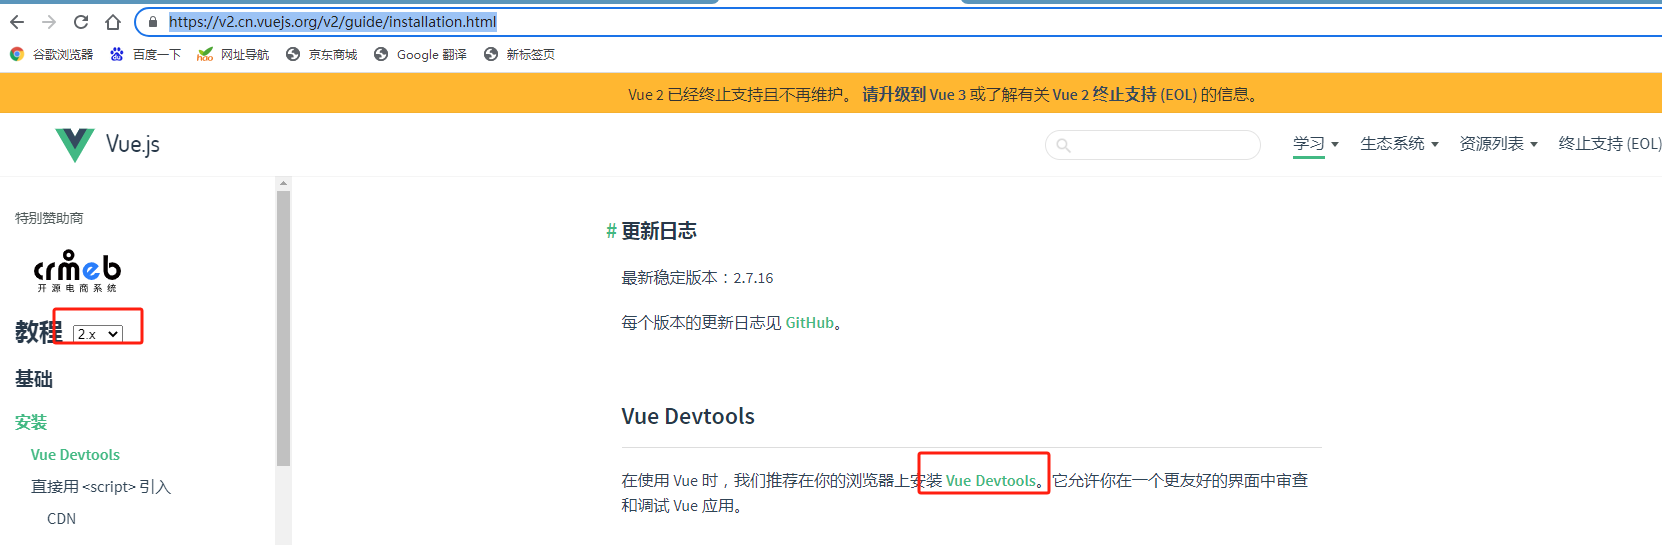 https://v2.cn.vuejs.org/v2/guide/installation.html
谷歌浏览器 百度一下 hao 网址导航 京东商城 Google 翻译 新标签页
Vue 2 已经终止支持且不再维护。 请升级到 Vue 3 或了解有关 Vue 2 终止支持 (EOL) 的信息。
Vue.js
学习 生态系统 资源列表 终止支持 (EOL)
特别赞助商
crmeb
开源电商系统
教程 2.x
基础
安装
Vue Devtools
直接用 <script> 引入
CDN
# 更新日志
最新稳定版本：2.7.16
每个版本的更新日志见 GitHub。
Vue Devtools
在使用 Vue 时，我们推荐在你的浏览器上安装 Vue Devtools。它允许你在一个更友好的界面中审查
和调试 Vue 应用。